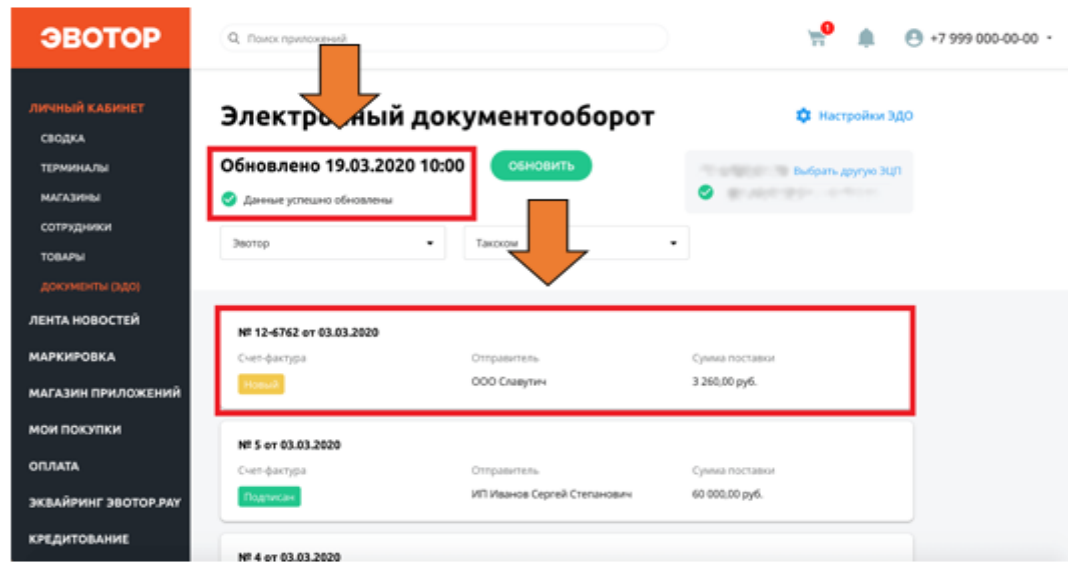 ЭВОТОР
Поиск приложений
1
+7 999 000-00-00
ЛИЧНЫЙ КАБИНЕТ
СВОДКА
ТЕРМИНАЛЫ
МАГАЗИНЫ
СОТРУДНИКИ
ТОВАРЫ
ДОКУМЕНТЫ (ЭДО)
ЛЕНТА НОВОСТЕЙ
МАРКИРОВКА
МАГАЗИН ПРИЛОЖЕНИЙ
МОИ ПОКУПКИ
ОПЛАТА
ЭКВАЙРИНГ ЭВОТОР.PAY
КРЕДИТОВАНИЕ
Электронный документооборот
Настройки ЭДО
Обновлено 19.03.2020 10:00
ОБНОВИТЬ
Данные успешно обновлены
Выбрать другую ЭЦП
Эвотор
Такском
№ 12-6762 от 03.03.2020
Счет-фактура
Отправитель
Сумма поставки
Новый
ООО Славутич
3 260,00 руб.
№ 5 от 03.03.2020
Счет-фактура
Отправитель
Сумма поставки
Подписан
ИП Иванов Сергей Степанович
60 000,00 руб.
№ 4 от 03.03.2020